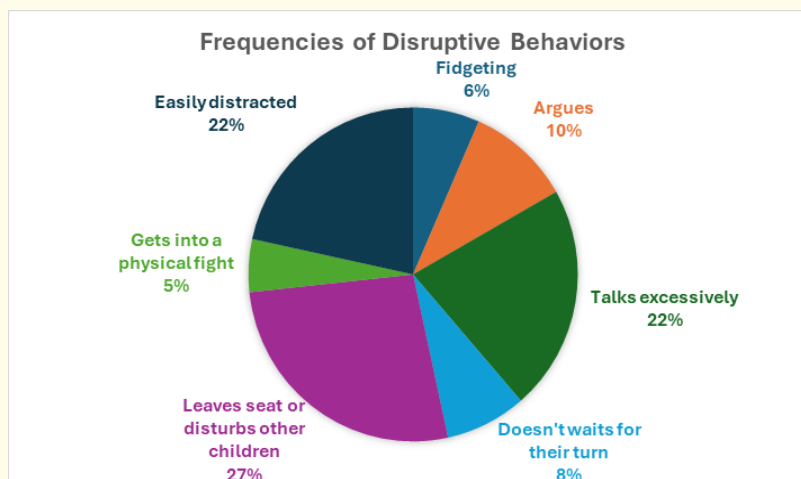 Frequencies of Disruptive Behaviors
Fidgeting
6%
Argues
10%
Talks excessively
22%
Doesn't waits for
their turn
8%
Leaves seat or
disturbs other
children
27%
Gets into a
physical fight
5%
Easily distracted
22%